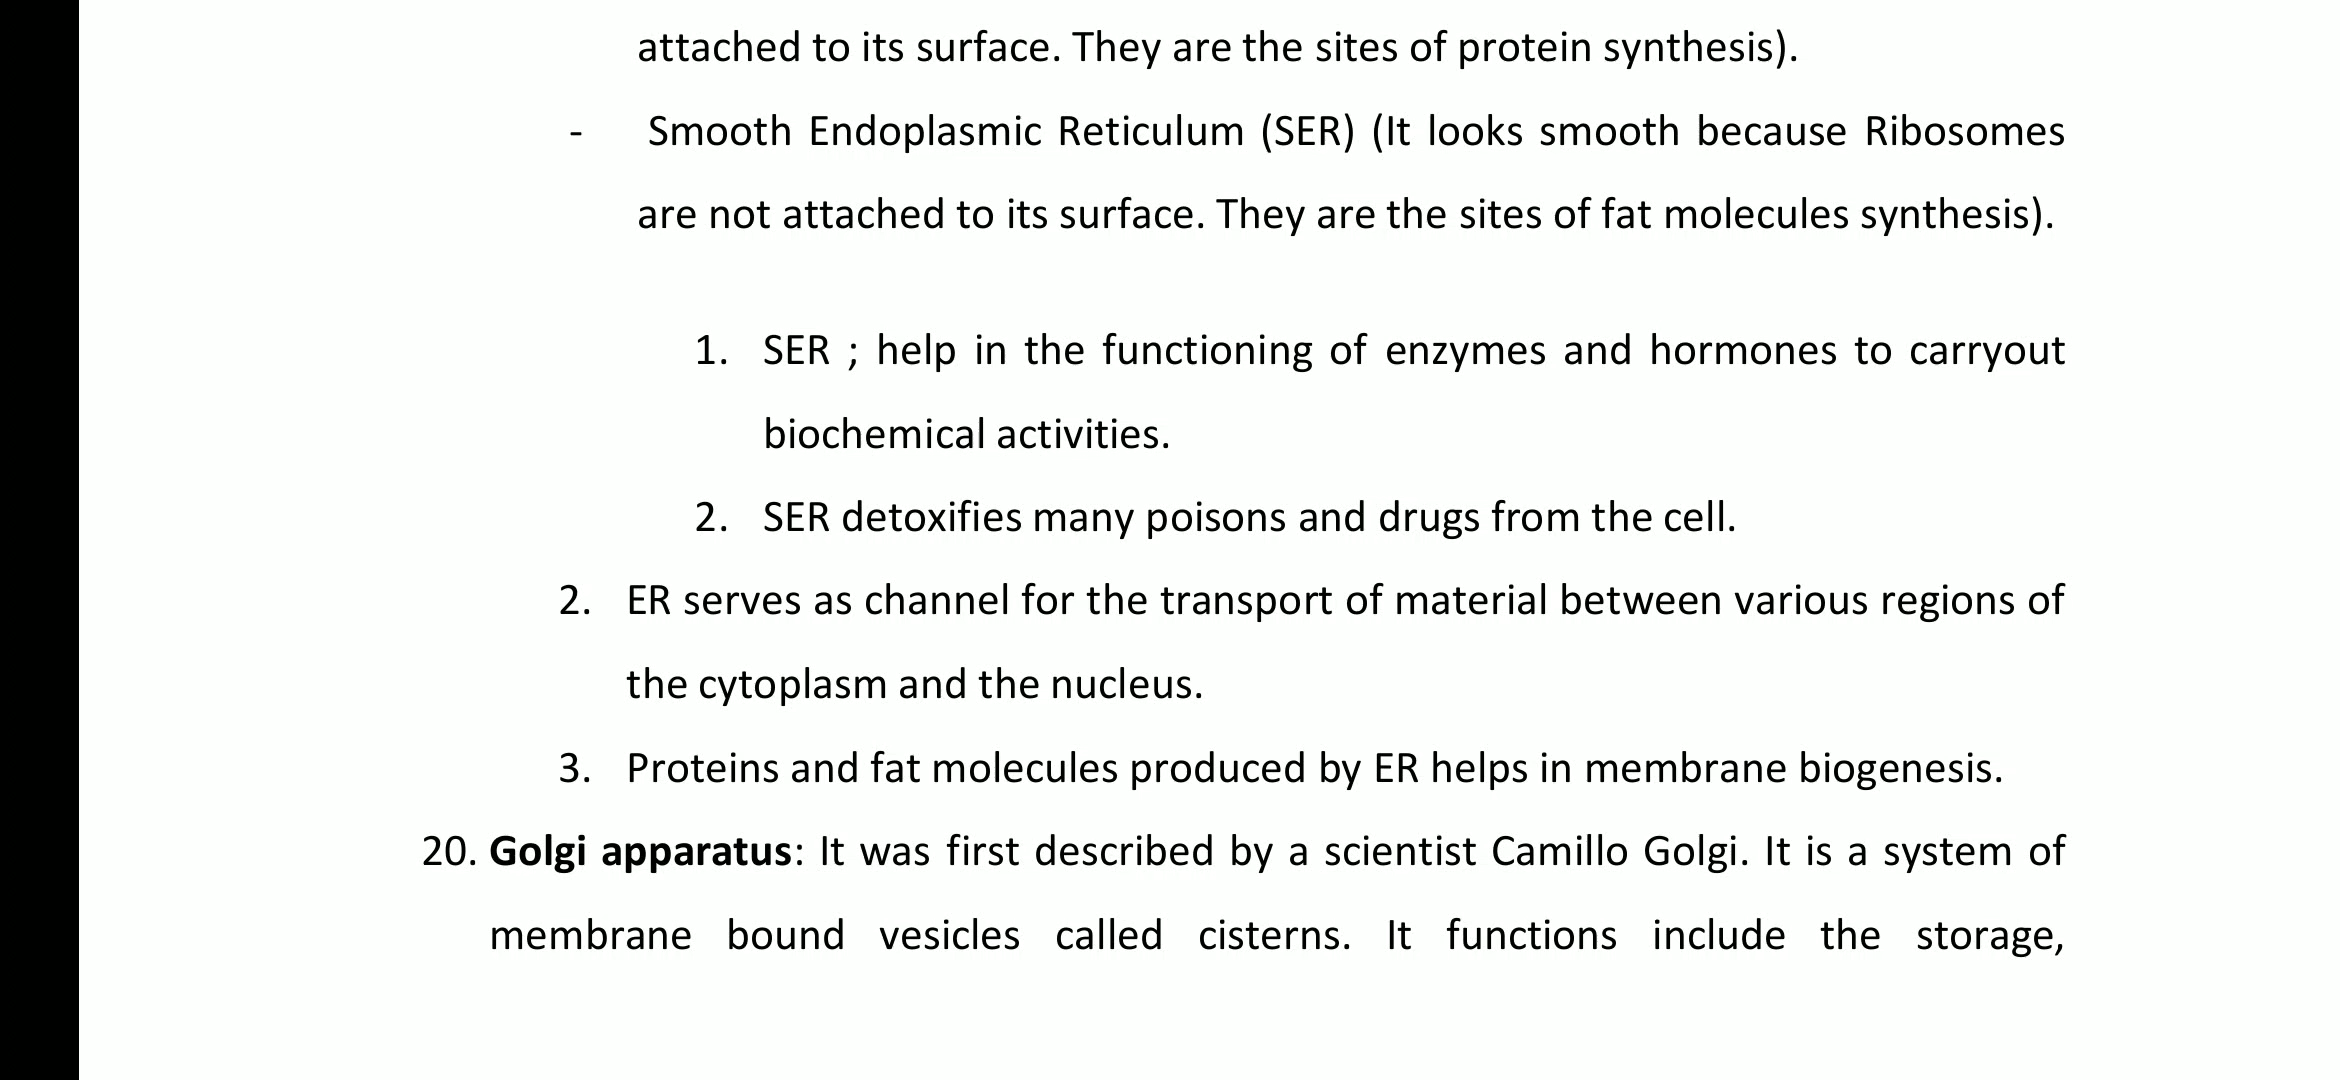 attached to its surface. They are the sites of protein synthesis).
- Smooth Endoplasmic Reticulum (SER) (It looks smooth because Ribosomes
are not attached to its surface. They are the sites of fat molecules synthesis).
1. SER ; help in the functioning of enzymes and hormones to carryout
biochemical activities.
2. SER detoxifies many poisons and drugs from the cell.
2. ER serves as channel for the transport of material between various regions of
the cytoplasm and the nucleus.
3. Proteins and fat molecules produced by ER helps in membrane biogenesis.
20. Golgi apparatus: It was first described by a scientist Camillo Golgi. It is a system of
membrane bound vesicles called cisterns. It functions include the storage,